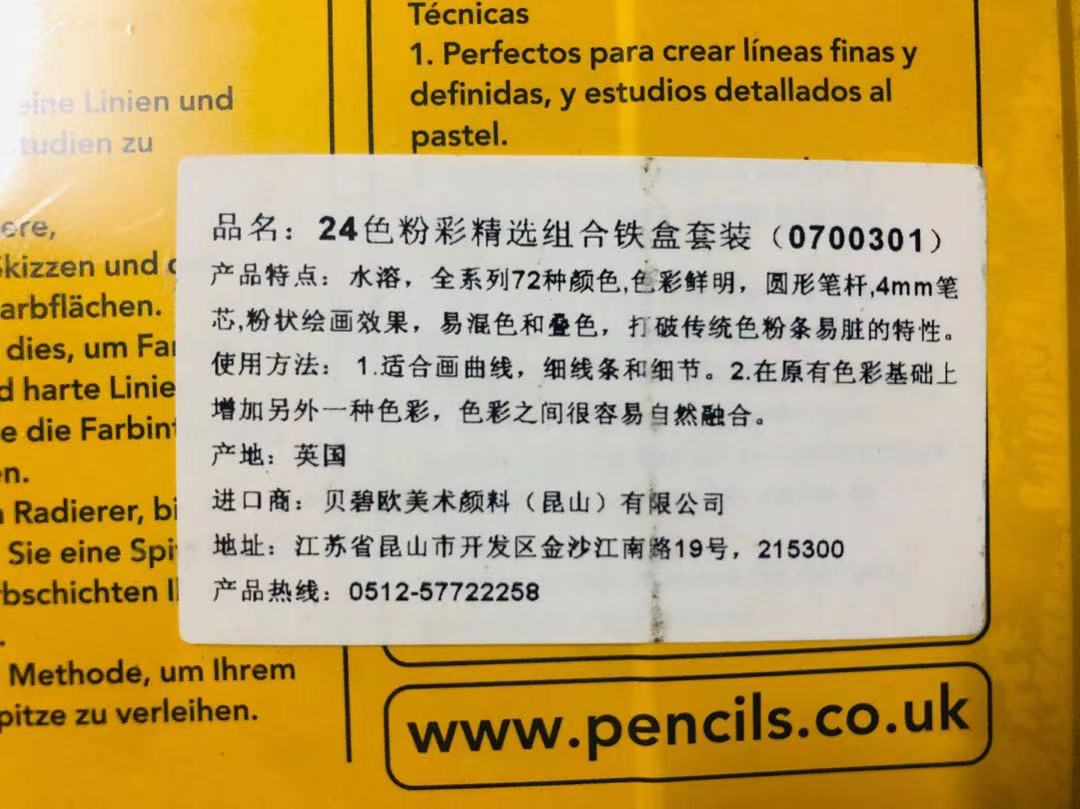 Técnicas
1. Perfectos para crear líneas finas y
definidas, y estudios detallados al
pastel.
Linien und
zu
品名：24色粉彩精选组合铁盒套装（0700301）
产品特点：水溶，全系列72种颜色,色彩鲜明，圆形笔杆,4mm笔
芯,粉状绘画效果，易混色和叠色，打破传统色粉条易脏的特性。
使用方法：1.适合画曲线，细线条和细节。2.在原有色彩基础上
增加另外一种色彩，色彩之间很容易自然融合。
产地：英国
进口商：贝碧欧美术颜料（昆山）有限公司
地址：江苏省昆山市开发区金沙江南路19号，215300
产品热线：0512-57722258
kizzen und
arbflächen.
dies, um
harte Linie
e die
Radierer,
Sie eine
bschichten
Methode, um Ihrem
pitze zu verleihen.
www.pencils.co.uk